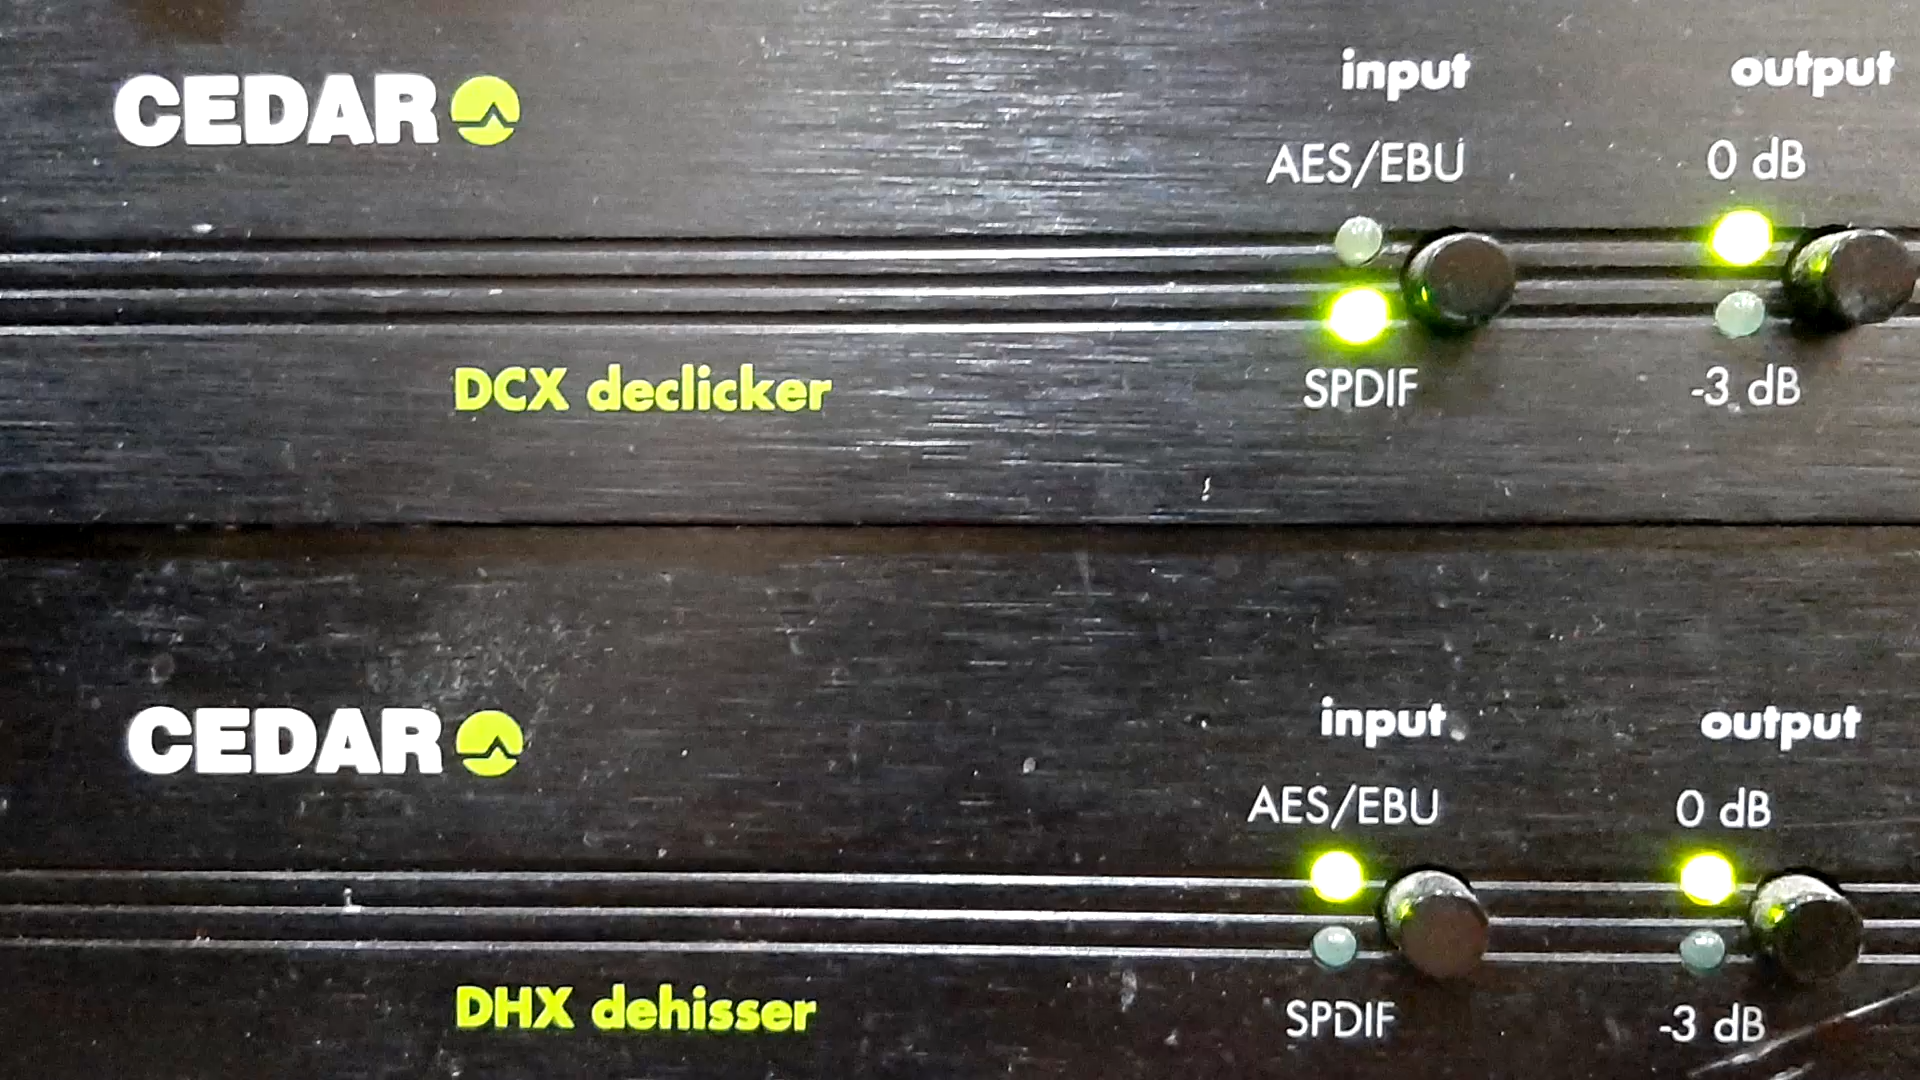 CEDAR
input
output
AES/EBU
0 dB
DCX declicker
SPDIF
-3 dB
CEDAR
input
output
AES/EBU
0 dB
DHX dehisser
SPDIF
-3 dB